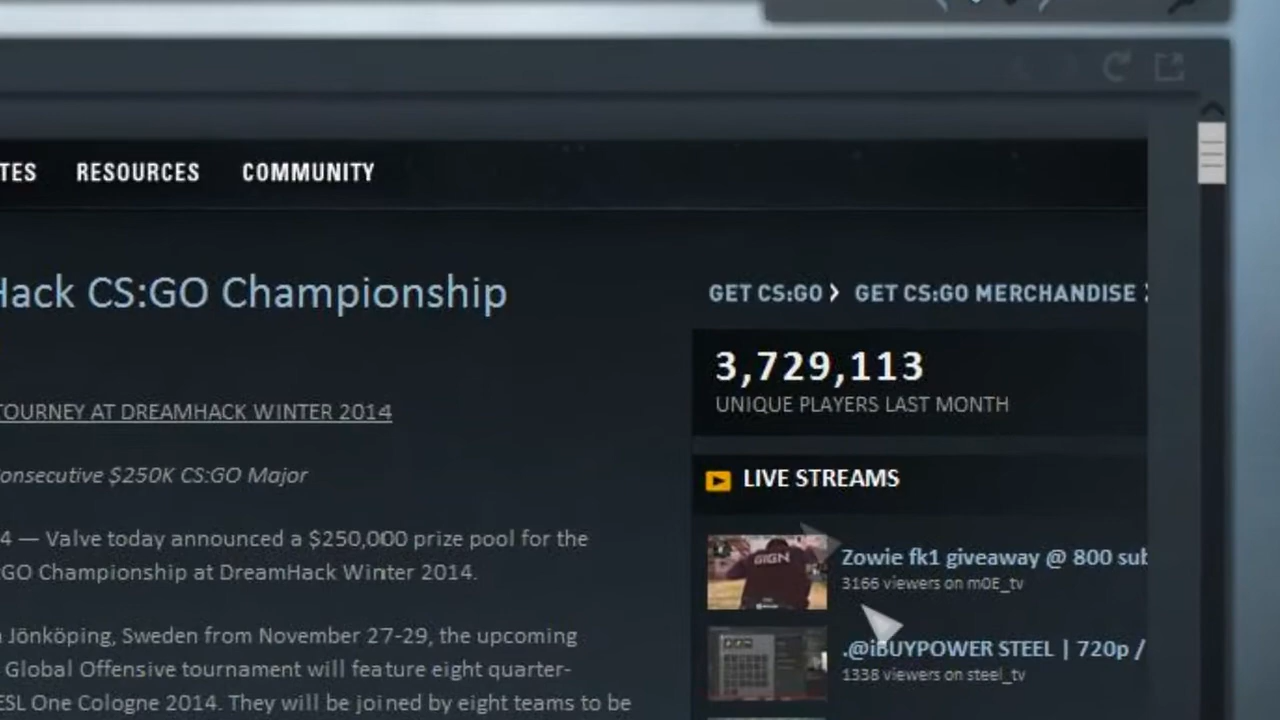 TES RESOURCES COMMUNITY
Hack CS:GO Championship
TOURNEY AT DREAMHACK WINTER 2014
onsecutive $250K CS:GO Major
4 — Valve today announced a $250,000 prize pool for the
:GO Championship at DreamHack Winter 2014.
n Jönköping, Sweden from November 27-29, the upcoming
Global Offensive tournament will feature eight quarter-
ESL One Cologne 2014. They will be joined by eight teams to be
GET CS:GO GET CS:GO MERCHANDISE
3,729,113
UNIQUE PLAYERS LAST MONTH
LIVE STREAMS
GIGN
Zowie fk1 giveaway @ 800 sub
3166 viewers on m0E_tv
.@iBUYPOWER STEEL | 720p /
1338 viewers on steel_tv